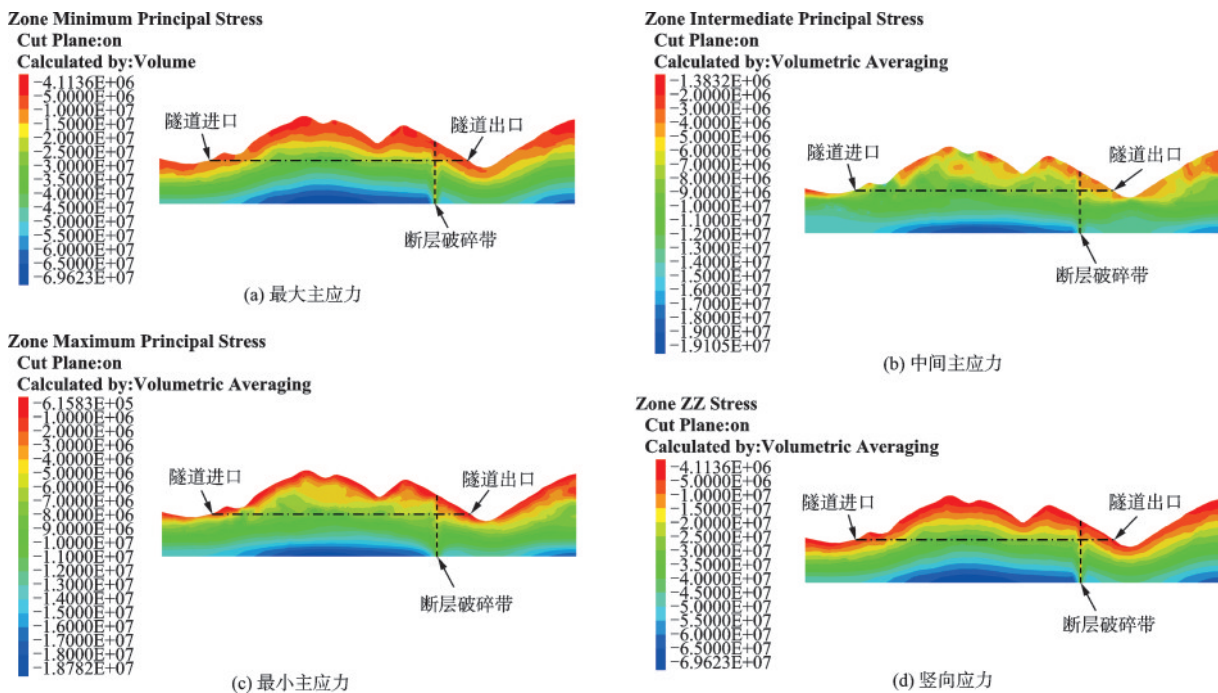 Zone Minimum Principal Stress
Cut Plane:on
Calculated by:Volume
−4.1136E+06
−5.0000E+06
−1.0000E+07
−1.5000E+07
−2.0000E+07
−2.5000E+07
−3.0000E+07
−3.5000E+07
−4.0000E+07
−4.5000E+07
−5.0000E+07
−5.5000E+07
−6.0000E+07
−6.5000E+07
−6.9623E+07
隧道进口
隧道出口
断层破碎带
(a) 最大主应力
Zone Intermediate Principal Stress
Cut Plane:on
Calculated by:Volumetric Averaging
−1.3832E+06
−2.0000E+06
−3.0000E+06
−4.0000E+06
−5.0000E+06
−6.0000E+06
−7.0000E+06
−8.0000E+06
−9.0000E+06
−1.0000E+07
−1.1000E+07
−1.2000E+07
−1.3000E+07
−1.4000E+07
−1.5000E+07
−1.6000E+07
−1.7000E+07
−1.8000E+07
−1.9000E+07
−1.9105E+07
隧道进口
隧道出口
断层破碎带
(b) 中间主应力
Zone Maximum Principal Stress
Cut Plane:on
Calculated by:Volumetric Averaging
−6.1583E+05
−1.0000E+06
−2.0000E+06
−3.0000E+06
−4.0000E+06
−5.0000E+06
−6.0000E+06
−7.0000E+06
−8.0000E+06
−9.0000E+06
−1.0000E+07
−1.1000E+07
−1.2000E+07
−1.3000E+07
−1.4000E+07
−1.5000E+07
−1.6000E+07
−1.7000E+07
−1.8000E+07
−1.8782E+07
隧道进口
隧道出口
断层破碎带
(c) 最小主应力
Zone ZZ Stress
Cut Plane:on
Calculated by:Volumetric Averaging
−4.1136E+06
−5.0000E+06
−1.0000E+07
−1.5000E+07
−2.0000E+07
−2.5000E+07
−3.0000E+07
−3.5000E+07
−4.0000E+07
−4.5000E+07
−5.0000E+07
−5.5000E+07
−6.0000E+07
−6.5000E+07
−6.9623E+07
隧道进口
隧道出口
断层破碎带
(d) 竖向应力